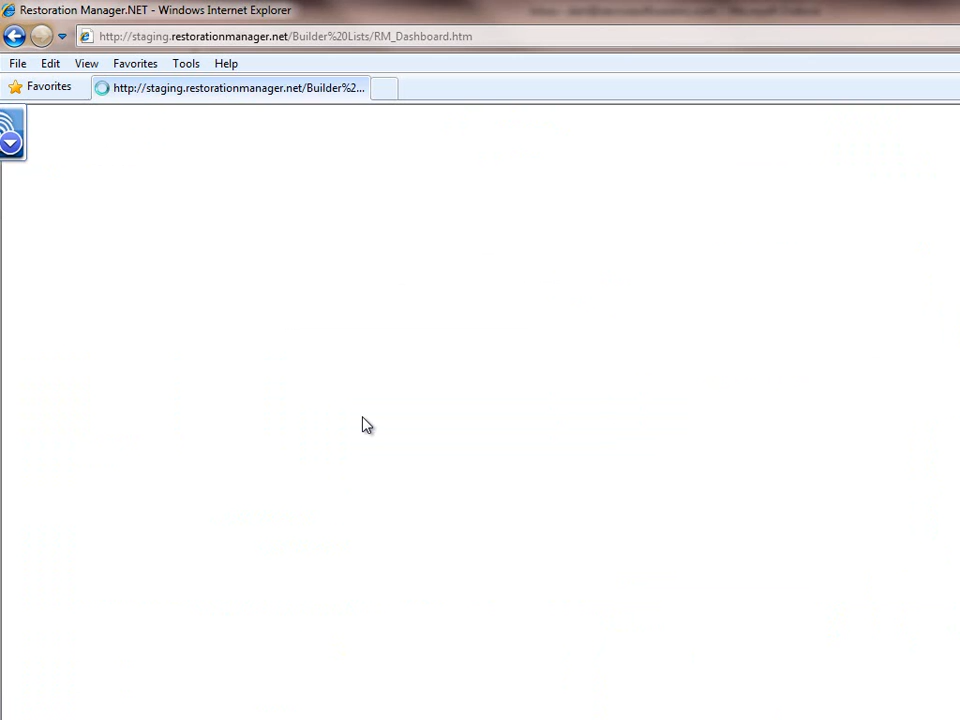 Restoration Manager.NET - Windows Internet Explorer
http://staging.restorationmanager.net/Builder%20Lists/RM_Dashboard.htm
File Edit View Favorites Tools Help
Favorites http://staging.restorationmanager.net/Builder%2...